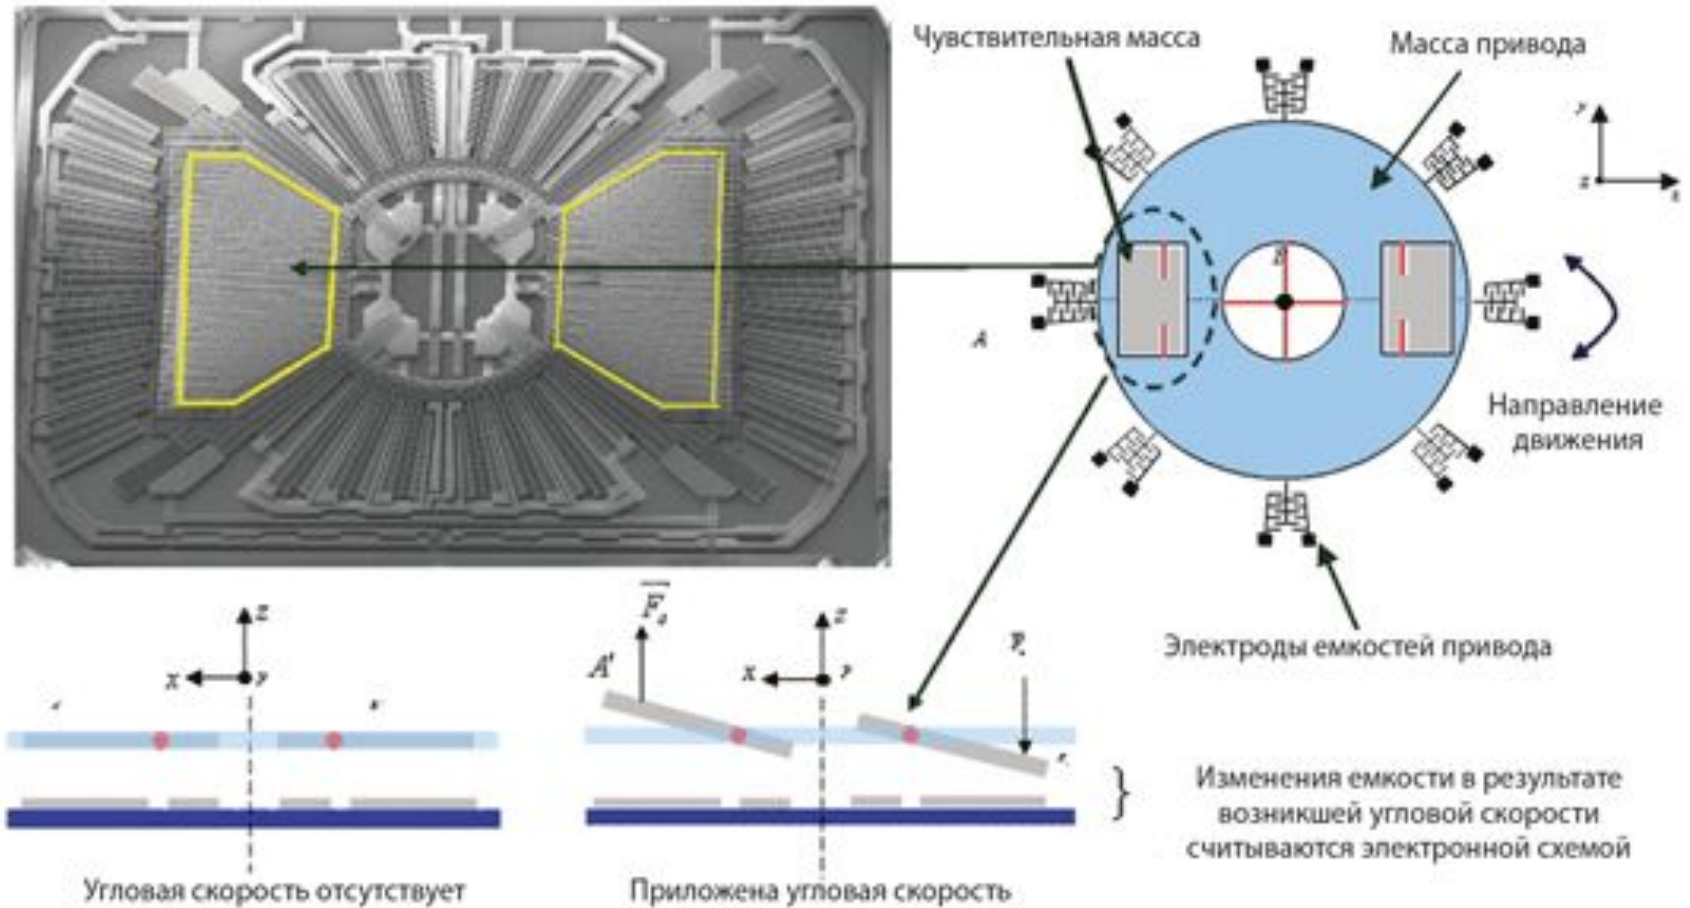 Чувствительная масса
Масса привода
y
z
x
A
B
Направление
движения
Электроды емкостей привода
z
x
y
F
A'
z
x
y
Изменения емкости в результате
возникшей угловой скорости
считываются электронной схемой
Угловая скорость отсутствует
Приложена угловая скорость